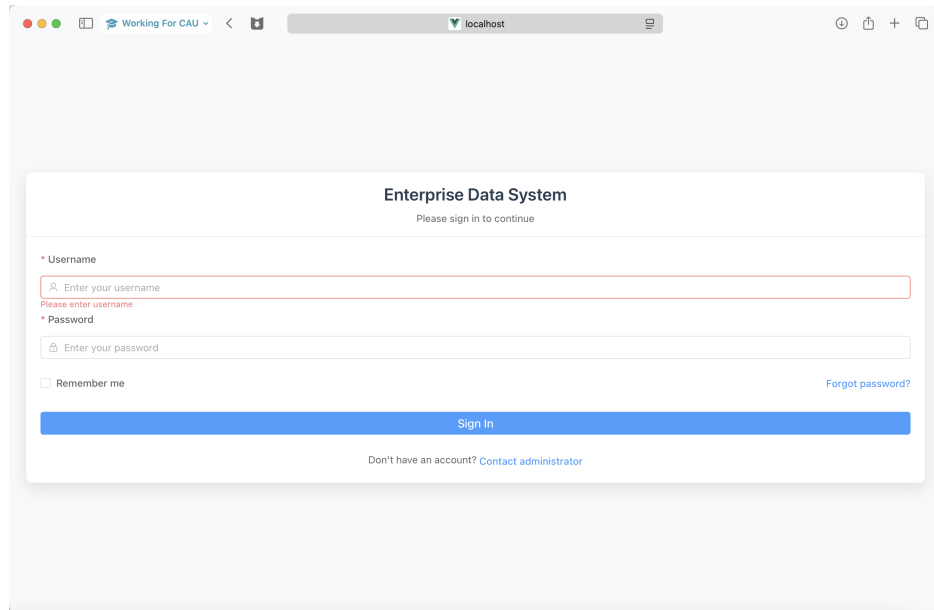 Working For CAU
localhost
Enterprise Data System
Please sign in to continue
* Username
Enter your username
Please enter username
* Password
Enter your password
Remember me
Forgot password?
Sign In
Don't have an account? Contact administrator